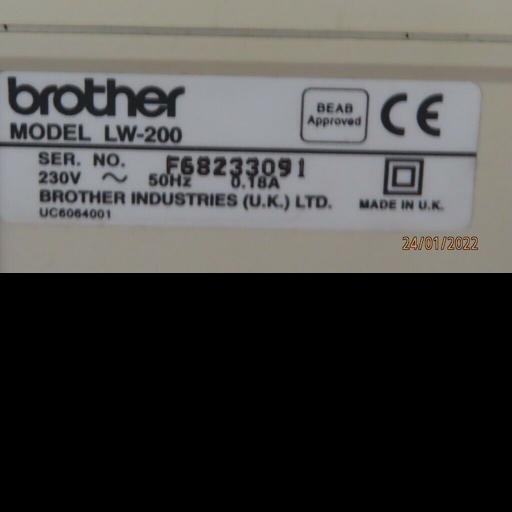 brother
BEAB
Approved
CE
MODEL LW-200
SER. NO. F68233091
230V ~ 50Hz 0.18A
BROTHER INDUSTRIES (U.K.) LTD.
MADE IN U.K.
UC6064001
24/01/2022